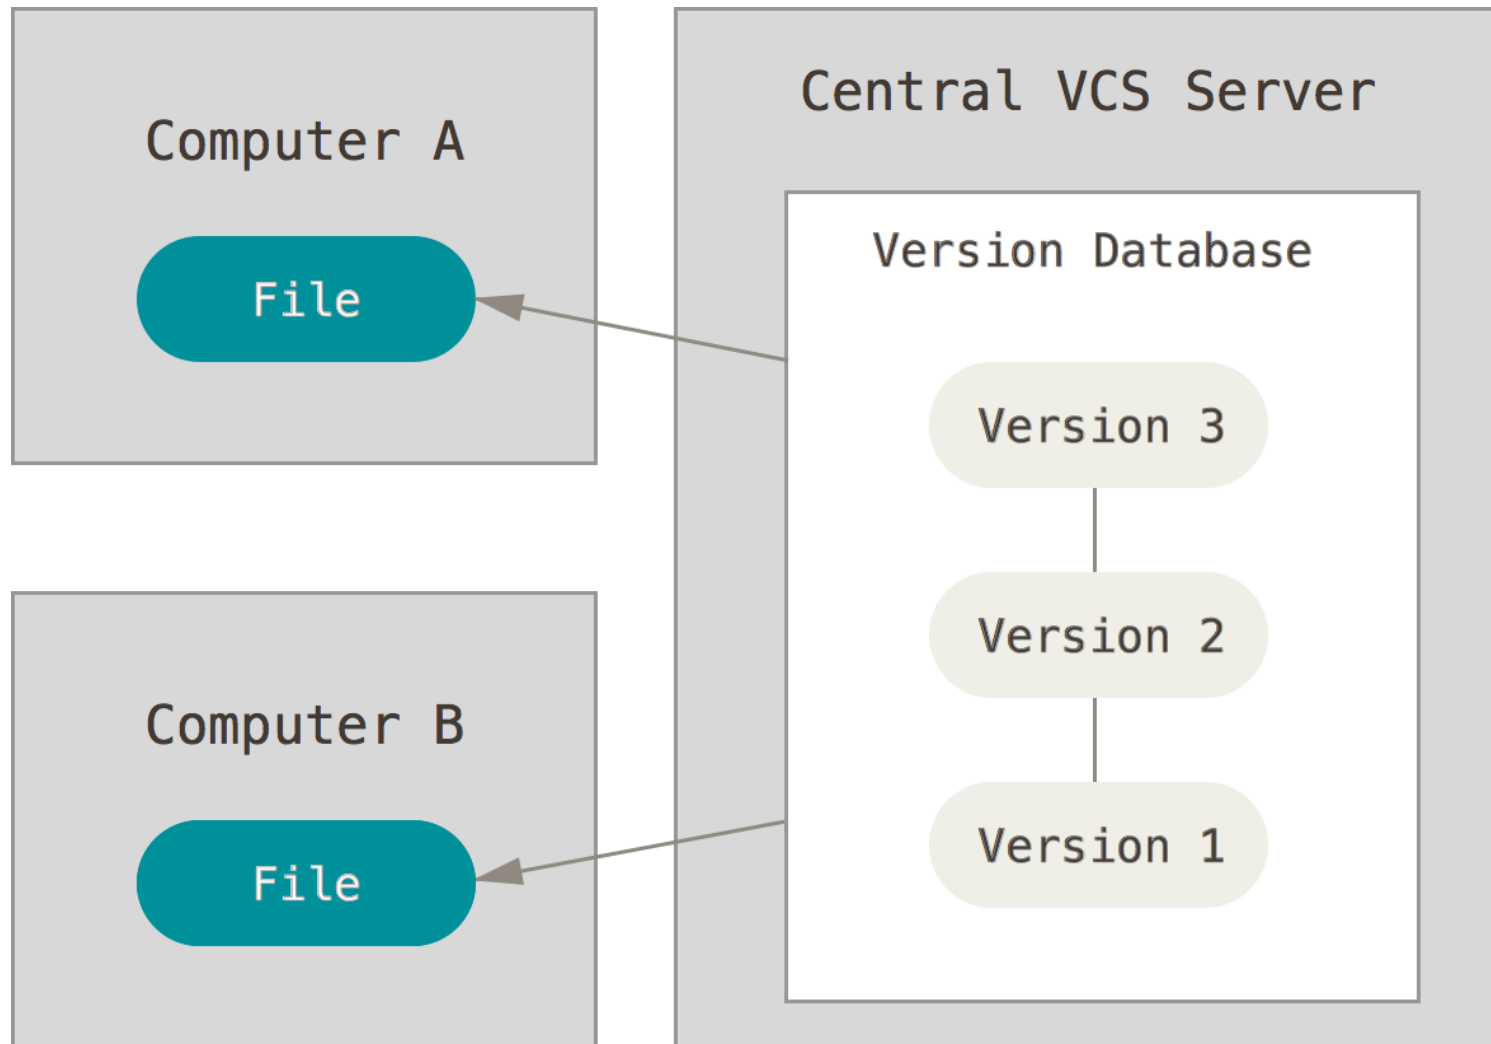 Computer A
File
Computer B
File
Central VCS Server
Version Database
Version 3
Version 2
Version 1